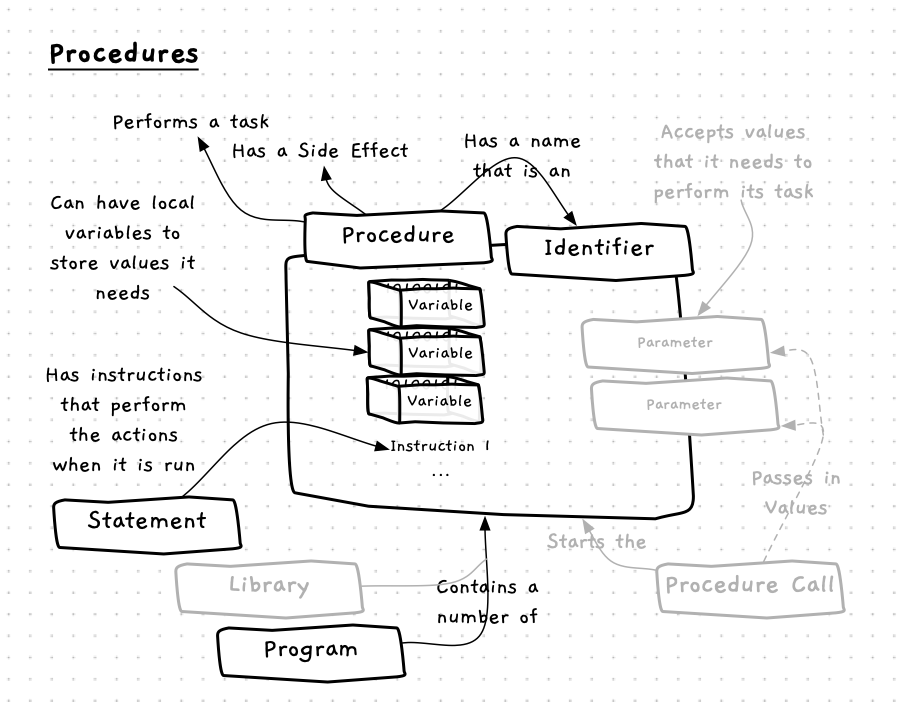 Procedures
Performs a task
Has a Side Effect
Has a name
that is an
Accepts values
that it needs to
perform its task
Can have local
variables to
store values it
needs
Procedure
Identifier
Variable
Variable
Variable
Parameter
Parameter
Has instructions
that perform
the actions
when it is run
Instruction 1
...
Statement
Passes in
Values
Starts the
Procedure Call
Library
Contains a
number of
Program